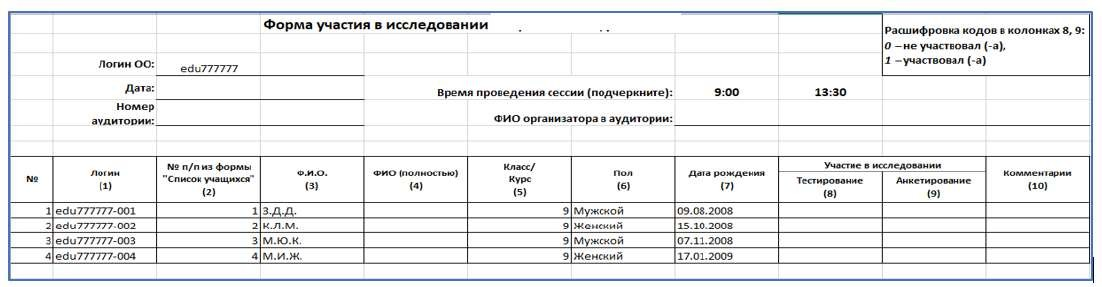 Форма участия в исследовании
Расшифровка кодов в колонках 8, 9:
0 – не участвовал (-а),
1 – участвовал (-а)
Логин ОО: edu777777
Дата: Время проведения сессии (подчеркните): 9:00 13:30
Номер
аудитории: ФИО организатора в аудитории:
№ Логин (1) № п/п из формы "Список учащихся" (2) Ф.И.О. (3) ФИО (полностью) (4) Класс/ Курс (5) Пол (6) Дата рождения (7) Участие в исследовании Тестирование (8) Анкетирование (9) Комментарии (10)
1 edu777777-001 1 З.Д.Д. 9 Мужской 09.08.2008
2 edu777777-002 2 К.Л.М. 9 Женский 15.10.2008
3 edu777777-003 3 М.Ю.К. 9 Мужской 07.11.2008
4 edu777777-004 4 М.И.Ж. 9 Женский 17.01.2009